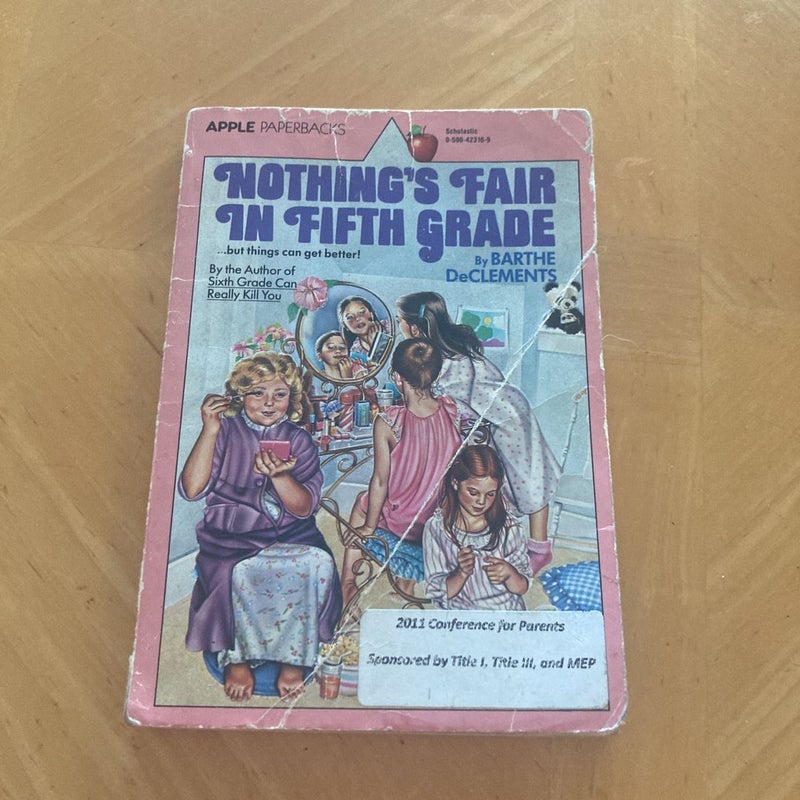 APPLE PAPERBACKS
Scholastic
0-590-42316-9
NOTHING'S FAIR
IN FIFTH GRADE
...but things can get better!
By BARTHE
DeCLEMENTS
By the Author of
Sixth Grade Can
Really Kill You
2011 Conference for Parents
Sponsored by Title I, Title III, and MEP